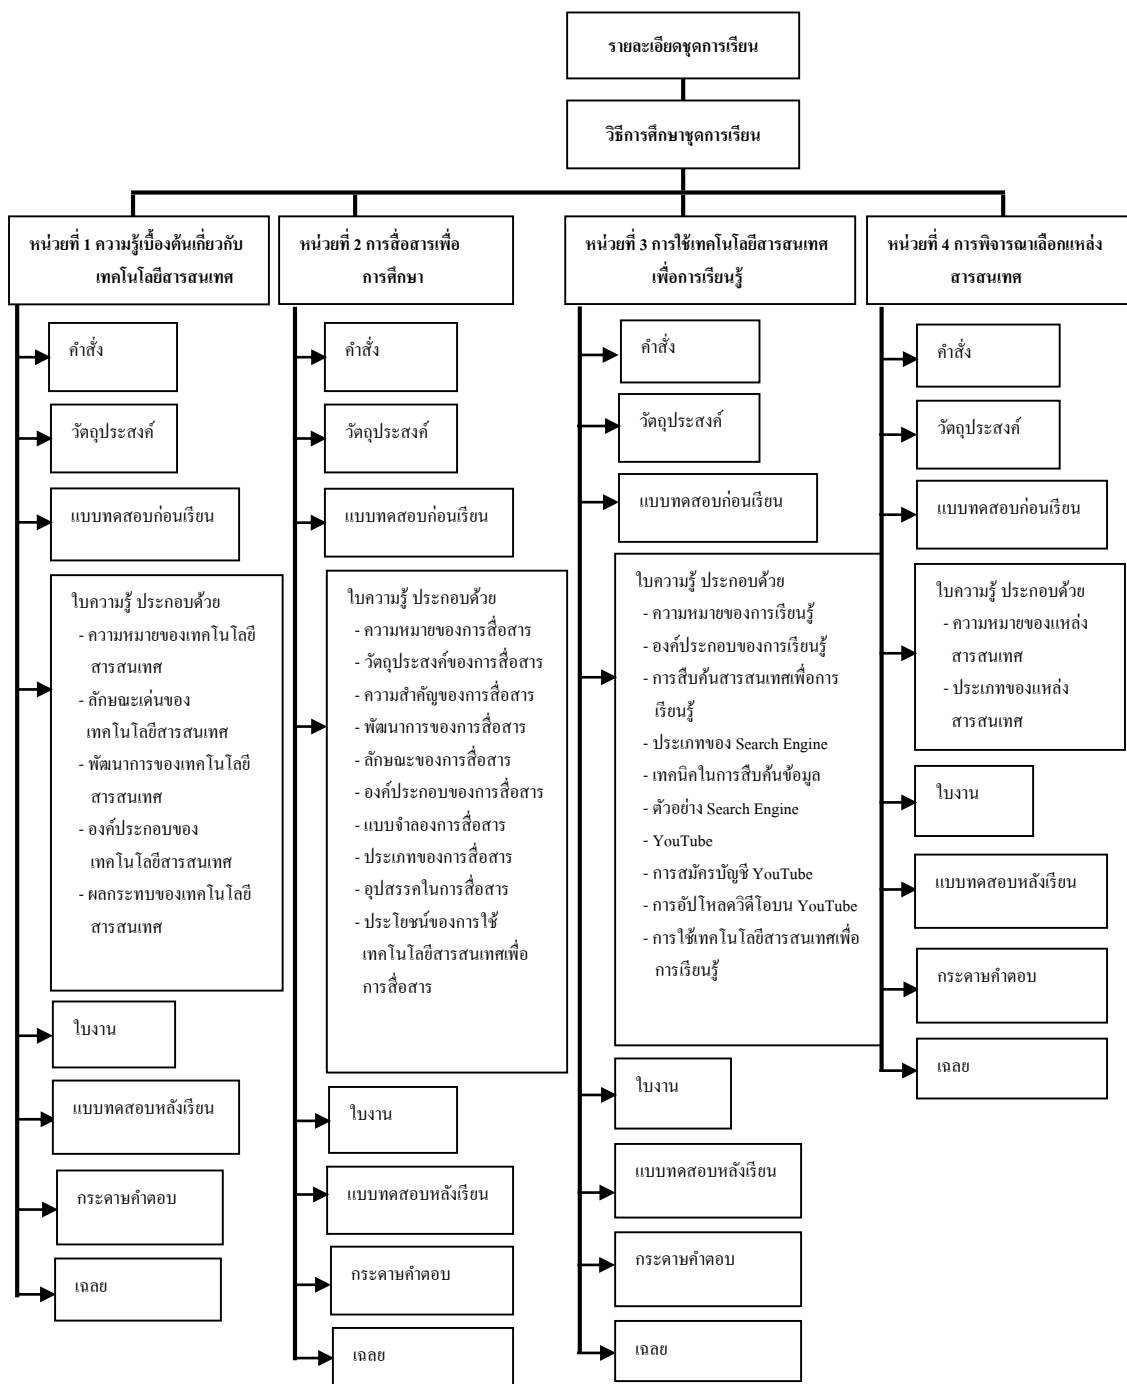 รายละเอียดชุดการเรียน
วิธีการศึกษาชุดการเรียน
หน่วยที่ 1 ความรู้เบื้องต้นเกี่ยวกับ
เทคโนโลยีสารสนเทศ
คำสั่ง
วัตถุประสงค์
แบบทดสอบก่อนเรียน
ใบความรู้ ประกอบด้วย
- ความหมายของเทคโนโลยี
สารสนเทศ
- ลักษณะเด่นของ
เทคโนโลยีสารสนเทศ
- พัฒนาการของเทคโนโลยี
สารสนเทศ
- องค์ประกอบของ
เทคโนโลยีสารสนเทศ
- ผลกระทบของเทคโนโลยี
สารสนเทศ
ใบงาน
แบบทดสอบหลังเรียน
กระดาษคำตอบ
เฉลย
หน่วยที่ 2 การสื่อสารเพื่อ
การศึกษา
คำสั่ง
วัตถุประสงค์
แบบทดสอบก่อนเรียน
ใบความรู้ ประกอบด้วย
- ความหมายของการสื่อสาร
- วัตถุประสงค์ของการสื่อสาร
- ความสำคัญของการสื่อสาร
- พัฒนาการของการสื่อสาร
- ลักษณะของการสื่อสาร
- องค์ประกอบของการสื่อสาร
- แบบจำลองการสื่อสาร
- ประเภทของการสื่อสาร
- อุปสรรคในการสื่อสาร
- ประโยชน์ของการใช้
เทคโนโลยีสารสนเทศเพื่อ
การสื่อสาร
ใบงาน
แบบทดสอบหลังเรียน
กระดาษคำตอบ
เฉลย
หน่วยที่ 3 การใช้เทคโนโลยีสารสนเทศ
เพื่อการเรียนรู้
คำสั่ง
วัตถุประสงค์
แบบทดสอบก่อนเรียน
ใบความรู้ ประกอบด้วย
- ความหมายของการเรียนรู้
- องค์ประกอบของการเรียนรู้
- การสืบค้นสารสนเทศเพื่อการ
เรียนรู้
- ประเภทของ Search Engine
- เทคนิคในการสืบค้นข้อมูล
- ตัวอย่าง Search Engine
- YouTube
- การสมัครบัญชี YouTube
- การอัปโหลดวิดีโอบน YouTube
- การใช้เทคโนโลยีสารสนเทศเพื่อ
การเรียนรู้
ใบงาน
แบบทดสอบหลังเรียน
กระดาษคำตอบ
เฉลย
หน่วยที่ 4 การพิจารณาเลือกแหล่ง
สารสนเทศ
คำสั่ง
วัตถุประสงค์
แบบทดสอบก่อนเรียน
ใบความรู้ ประกอบด้วย
- ความหมายของแหล่ง
สารสนเทศ
- ประเภทของแหล่ง
สารสนเทศ
ใบงาน
แบบทดสอบหลังเรียน
กระดาษคำตอบ
เฉลย